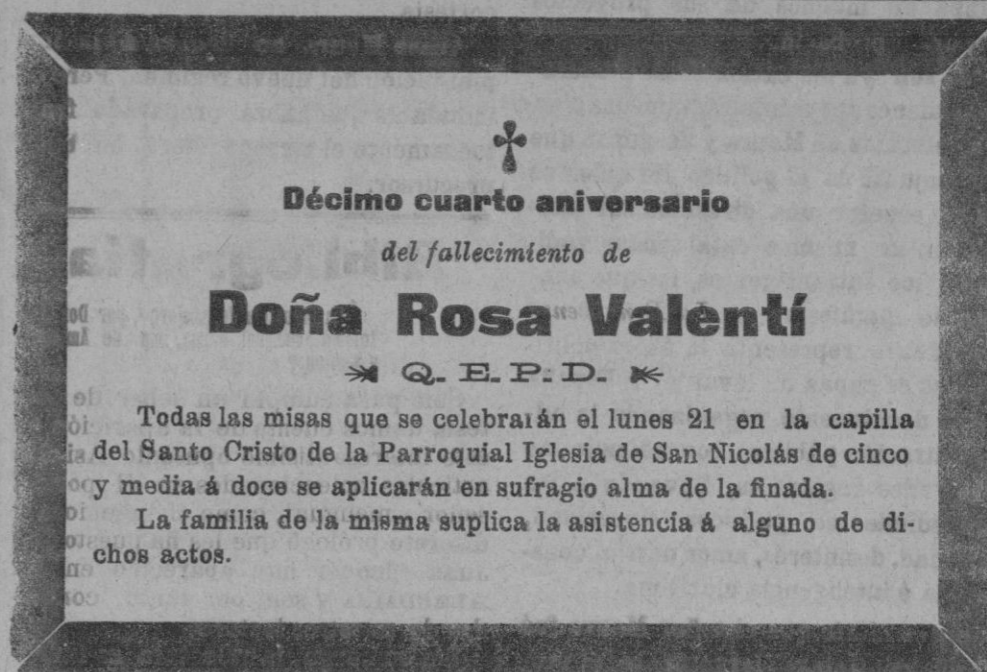 Décimo cuarto aniversario
del fallecimiento de
Doña Rosa Valentí
Q. E. P. D.
Todas las misas que se celebrarán el lunes 21 en la capilla
del Santo Cristo de la Parroquial Iglesia de San Nicolás de cinco
y media á doce se aplicarán en sufragio alma de la finada.
La familia de la misma suplica la asistencia á alguno de di-
chos actos.